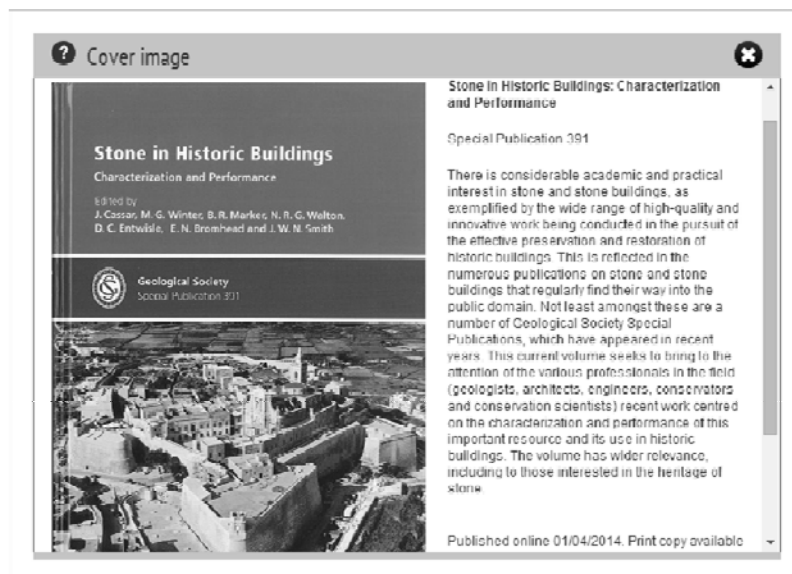 Cover image
Stone in Historic Buildings
Characterization and Performance
Edited by
J. Cassar, M. G. Winter, B. R. Marker, N. R. G. Walton,
D. C. Entwisle, E. N. Bromhead and J. W. N. Smith
Geological Society
Special Publication 391
Stone in Historic Buildings: Characterization
and Performance
Special Publication 391
There is considerable academic and practical
interest in stone and stone buildings, as
exemplified by the wide range of high-quality and
innovative work being conducted in the pursuit of
the effective preservation and restoration of
historic buildings. This is reflected in the
numerous publications on stone and stone
buildings that regularly find their way into the
public domain. Not least amongst these are a
number of Geological Society Special
Publications, which have appeared in recent
years. This current volume seeks to bring to the
attention of the various professionals in the field
(geologists, architects, engineers, conservators
and conservation scientists) recent work centred
on the characterization and performance of this
important resource and its use in historic
buildings. The volume has wider relevance,
including to those interested in the heritage of
stone.
Published online 01/04/2014. Print copy available